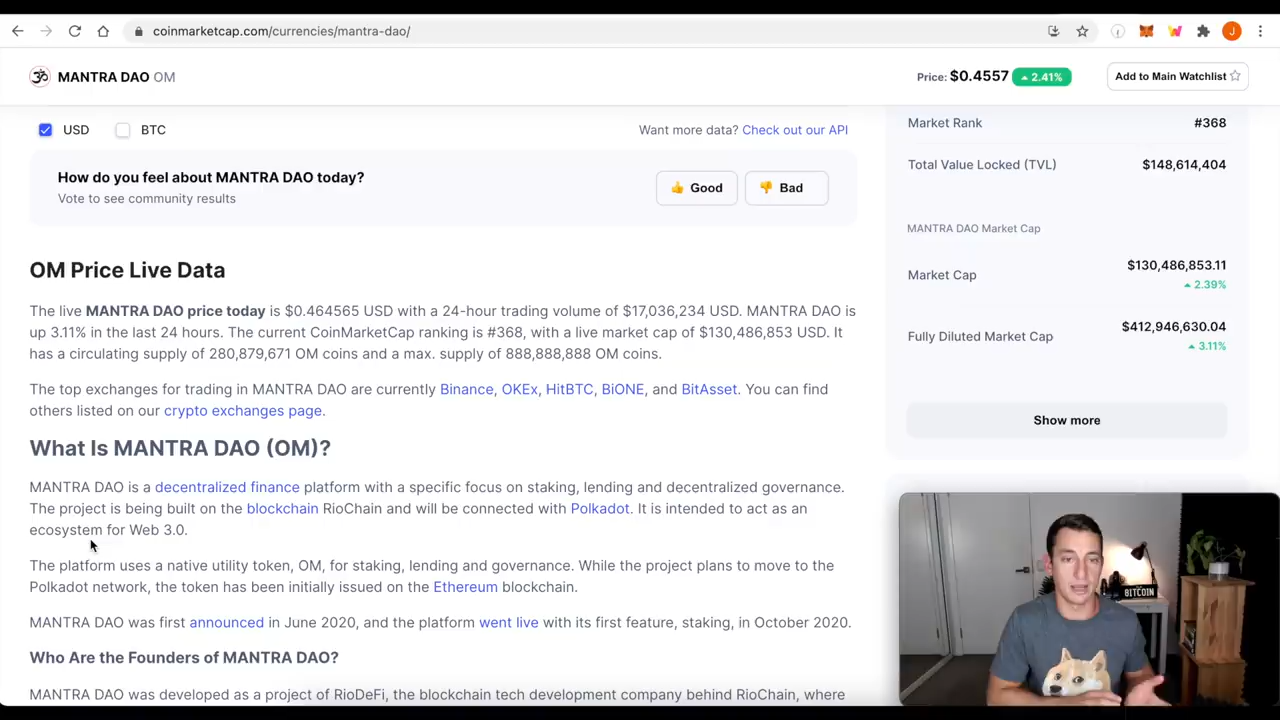 coinmarketcap.com/currencies/mantra-dao/
J
MANTRA DAO OM
Price: $0.4557 2.41%
Add to Main Watchlist
USD
BTC
Want more data? Check out our API
Market Rank
#368
How do you feel about MANTRA DAO today?
Vote to see community results
Good
Bad
Total Value Locked (TVL)
$148,614,404
MANTRA DAO Market Cap
Market Cap
$130,486,853.11
2.39%
Fully Diluted Market Cap
$412,946,630.04
3.11%
Show more
OM Price Live Data
The live MANTRA DAO price today is $0.464565 USD with a 24-hour trading volume of $17,036,234 USD. MANTRA DAO is
up 3.11% in the last 24 hours. The current CoinMarketCap ranking is #368, with a live market cap of $130,486,853 USD. It
has a circulating supply of 280,879,671 OM coins and a max. supply of 888,888,888 OM coins.
The top exchanges for trading in MANTRA DAO are currently Binance, OKEx, HitBTC, BiONE, and BitAsset. You can find
others listed on our crypto exchanges page.
What Is MANTRA DAO (OM)?
MANTRA DAO is a decentralized finance platform with a specific focus on staking, lending and decentralized governance.
The project is being built on the blockchain RioChain and will be connected with Polkadot. It is intended to act as an
ecosystem for Web 3.0.
The platform uses a native utility token, OM, for staking, lending and governance. While the project plans to move to the
Polkadot network, the token has been initially issued on the Ethereum blockchain.
MANTRA DAO was first announced in June 2020, and the platform went live with its first feature, staking, in October 2020.
Who Are the Founders of MANTRA DAO?
MANTRA DAO was developed as a project of RioDeFi, the blockchain tech development company behind RioChain, where
BITCOIN